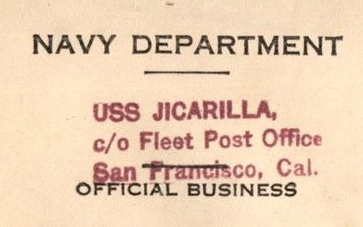 NAVY DEPARTMENT
USS JICARILLA,
c/o Fleet Post Office
San Francisco, Cal.
OFFICIAL BUSINESS